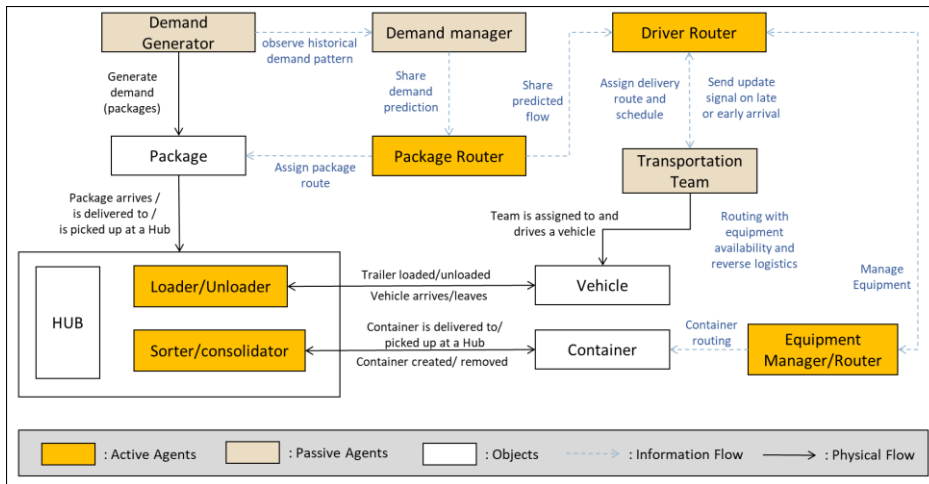 Demand
Generator
observe historical
demand pattern
Demand manager
Driver Router
Generate
demand
(packages)
Share
demand
prediction
Share
predicted
flow
Assign delivery
route and
schedule
Send update
signal on late
or early arrival
Package
Assign package
route
Package Router
Transportation
Team
Package arrives /
is delivered to /
is picked up at a Hub
Team is assigned to and
drives a vehicle
Routing with
equipment
availability and
reverse logistics
Manage
Equipment
HUB
Loader/Unloader
Trailer loaded/unloaded
Vehicle arrives/leaves
Vehicle
Sorter/consolidator
Container is delivered to/
picked up at a Hub
Container created/ removed
Container
Container
routing
Equipment
Manager/Router
: Active Agents
: Passive Agents
: Objects
: Information Flow
: Physical Flow